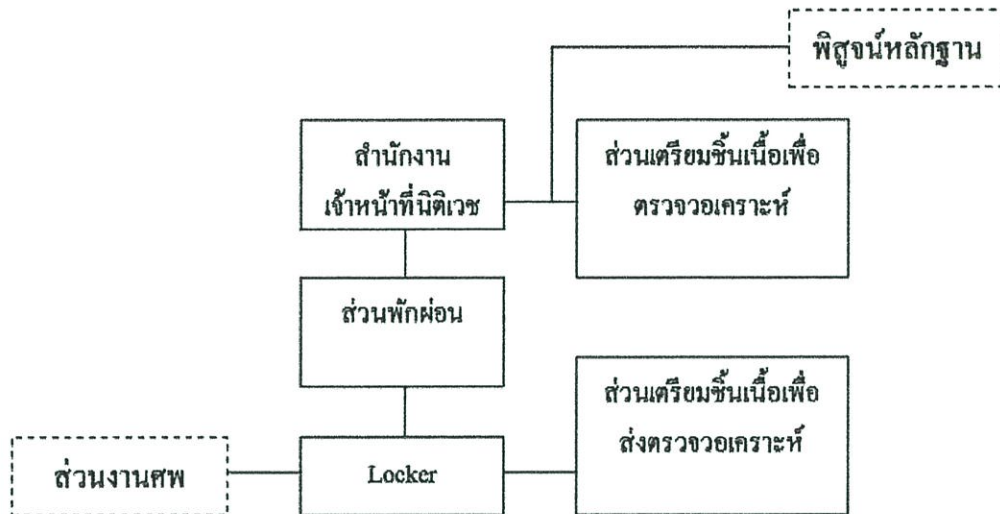 พิสูจน์หลักฐาน
สำนักงาน
เจ้าหน้าที่นิติเวช
ส่วนเตรียมชิ้นเนื้อเพื่อ
ตรวจวอเคราะห์
ส่วนพักผ่อน
ส่วนเตรียมชิ้นเนื้อเพื่อ
ส่งตรวจวอเคราะห์
ส่วนงานศพ
Locker